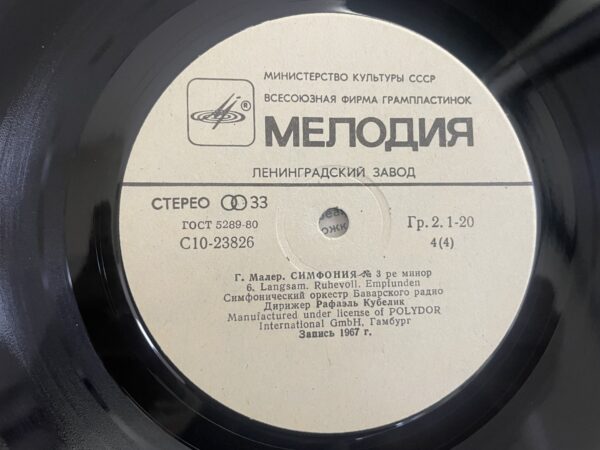 МИНИСТЕРСТВО КУЛЬТУРЫ СССР
ВСЕСОЮЗНАЯ ФИРМА ГРАМПЛАСТИНОК
®
МЕЛОДИЯ
ЛЕНИНГРАДСКИЙ ЗАВОД
СТЕРЕО 33
ГОСТ 5289-80
С10-23826
Гр. 2. 1-20
4(4)
Г. Малер. СИМФОНИЯ № 3 ре минор
6. Langsam. Ruhevoll. Empfunden
Симфонический оркестр Баварского радио
Дирижер Рафаэль Кубелик
Manufactured under license of POLYDOR
International GmbH, Гамбург
Запись 1967 г.